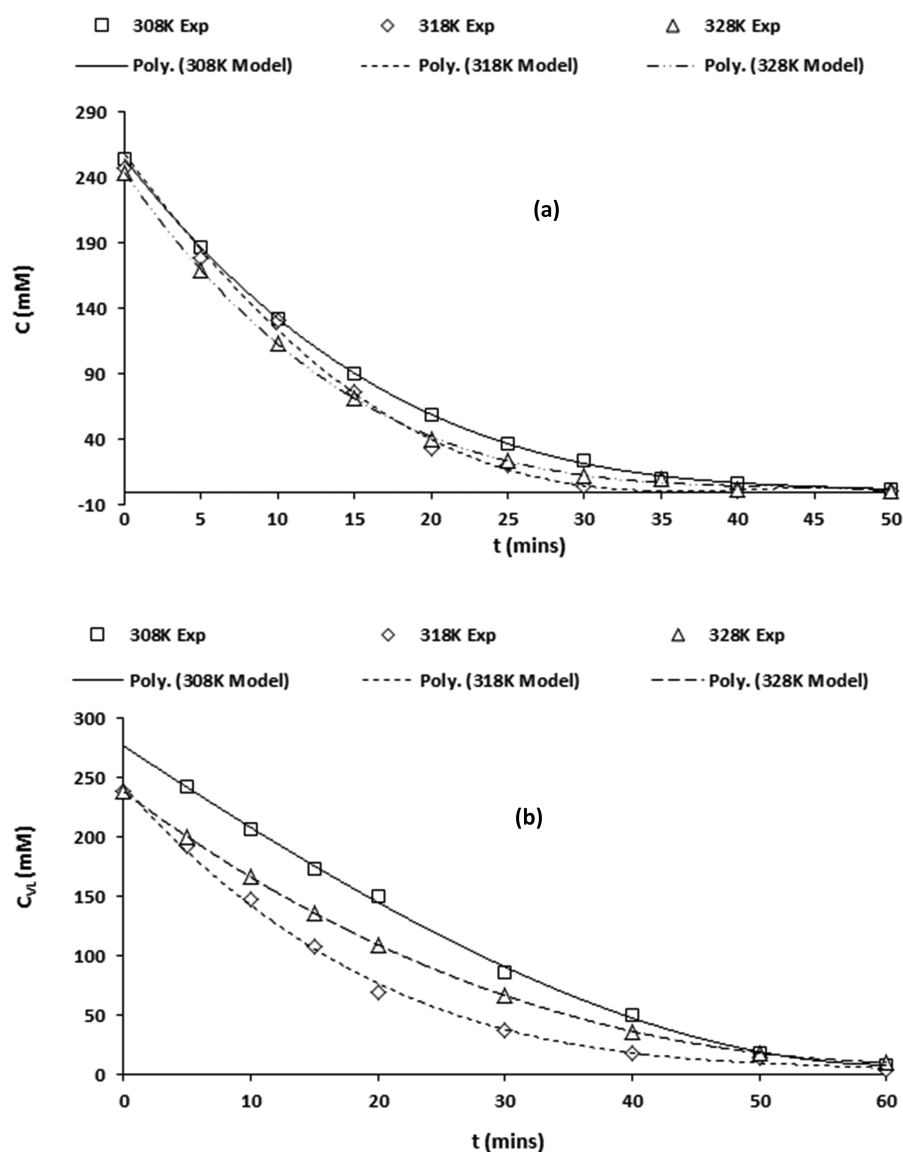 308K Exp 318K Exp 328K Exp
Poly. (308K Model) Poly. (318K Model) Poly. (328K Model)
290
240
(a)
190
C (mM)
140
90
40
-10
0 5 10 15 20 25 30 35 40 45 50
t (mins)
308K Exp 318K Exp 328K Exp
Poly. (308K Model) Poly. (318K Model) Poly. (328K Model)
300
250
(b)
200
C_VL (mM)
150
100
50
0
0 10 20 30 40 50 60
t (mins)